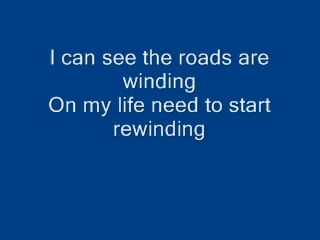 I can see the roads are
winding
On my life need to start
rewinding